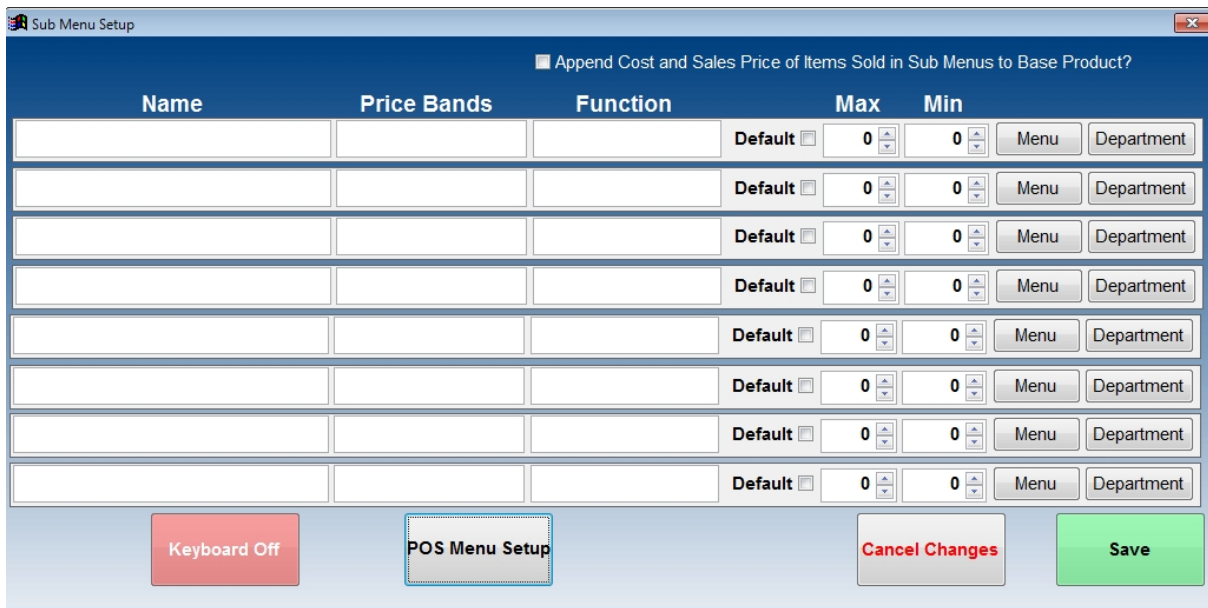 Sub Menu Setup
Append Cost and Sales Price of Items Sold in Sub Menus to Base Product?
Name Price Bands Function Max Min
Default 0 0 Menu Department
Default 0 0 Menu Department
Default 0 0 Menu Department
Default 0 0 Menu Department
Default 0 0 Menu Department
Default 0 0 Menu Department
Default 0 0 Menu Department
Default 0 0 Menu Department
Keyboard Off POS Menu Setup Cancel Changes Save